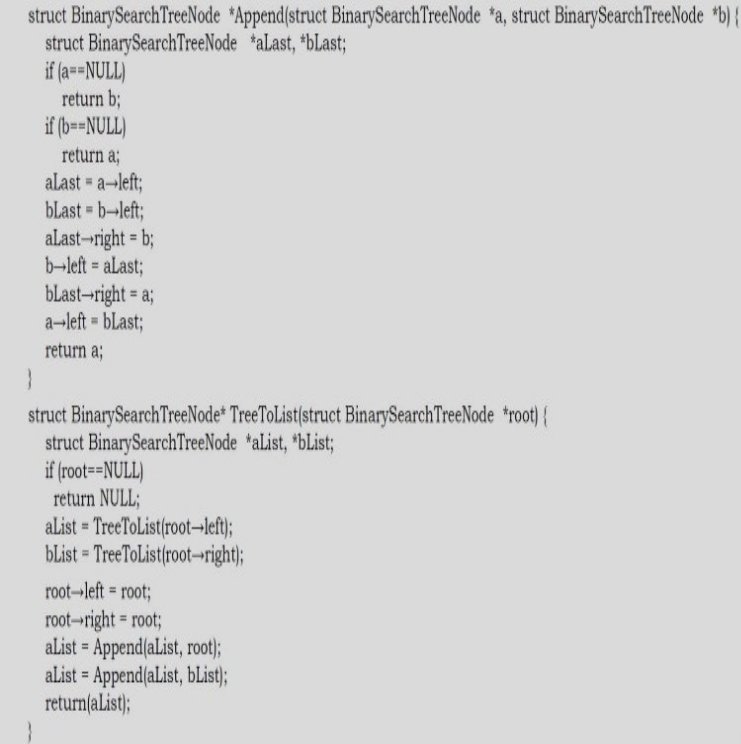 struct BinarySearchTreeNode *Append(struct BinarySearchTreeNode *a, struct BinarySearchTreeNode *b) {
struct BinarySearchTreeNode *aLast, *bLast;
if (a==NULL)
return b;
if (b==NULL)
return a;
aLast = a→left;
bLast = b→left;
aLast→right = b;
b→left = aLast;
bLast→right = a;
a→left = bLast;
return a;
}
struct BinarySearchTreeNode* TreeToList(struct BinarySearchTreeNode *root) {
struct BinarySearchTreeNode *aList, *bList;
if (root==NULL)
return NULL;
aList = TreeToList(root→left);
bList = TreeToList(root→right);
root→left = root;
root→right = root;
aList = Append(aList, root);
aList = Append(aList, bList);
return(aList);
}